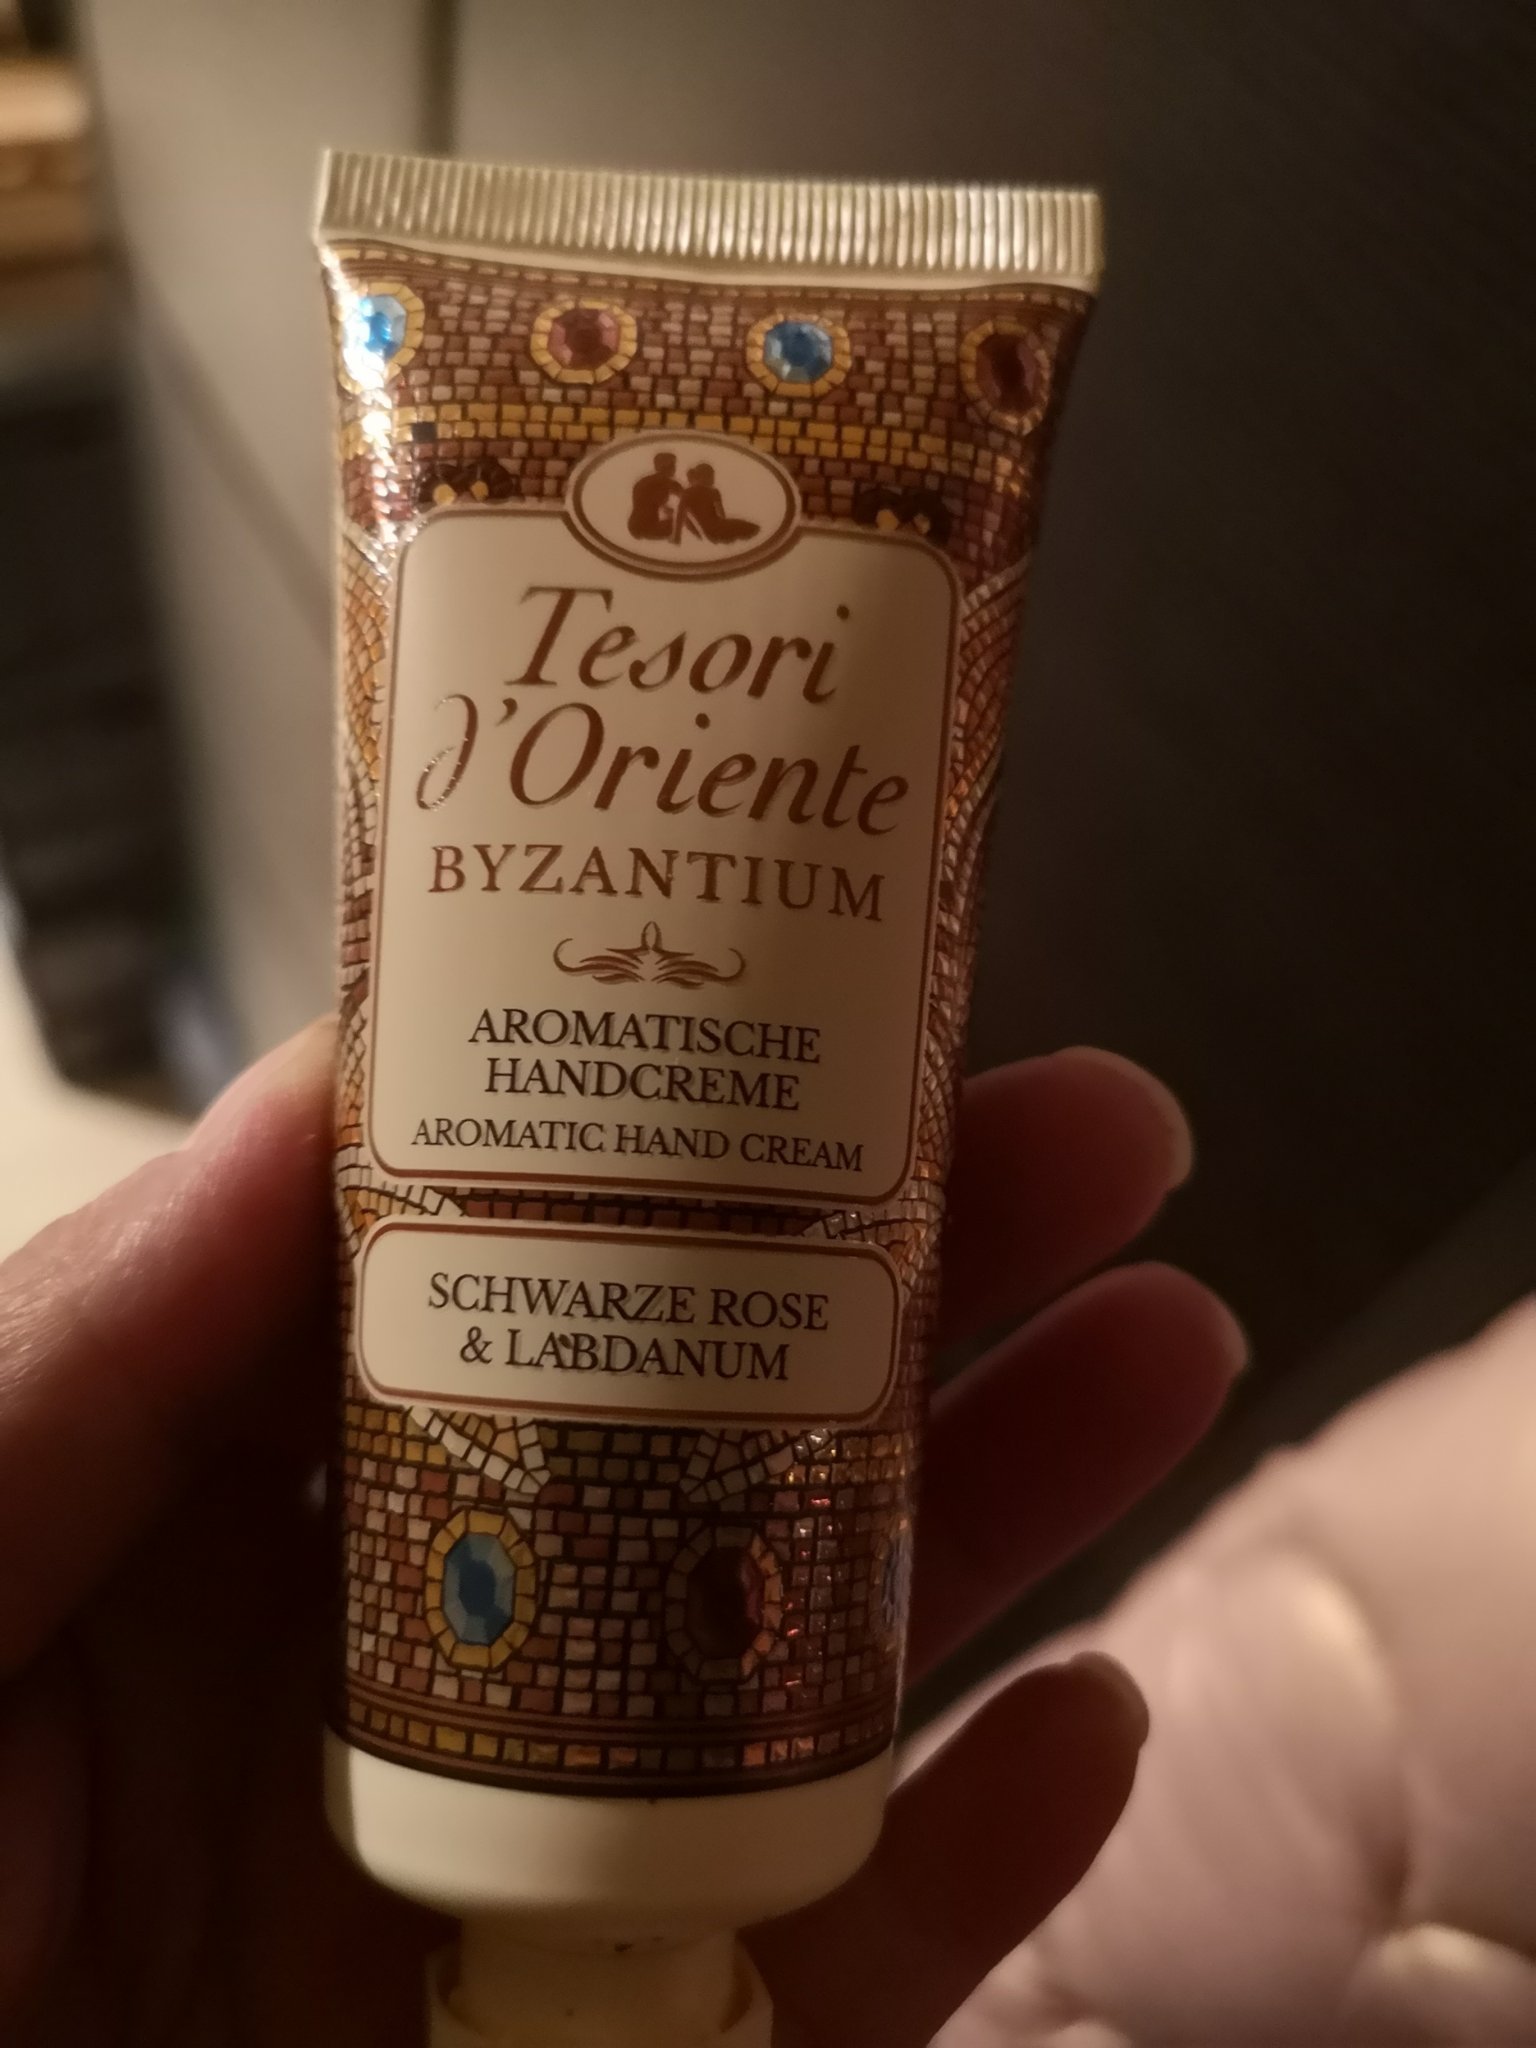 Tesori
d'Oriente
BYZANTIUM
AROMATISCHE
HANDCREME
AROMATIC HAND CREAM
SCHWARZE ROSE
& LABDANUM